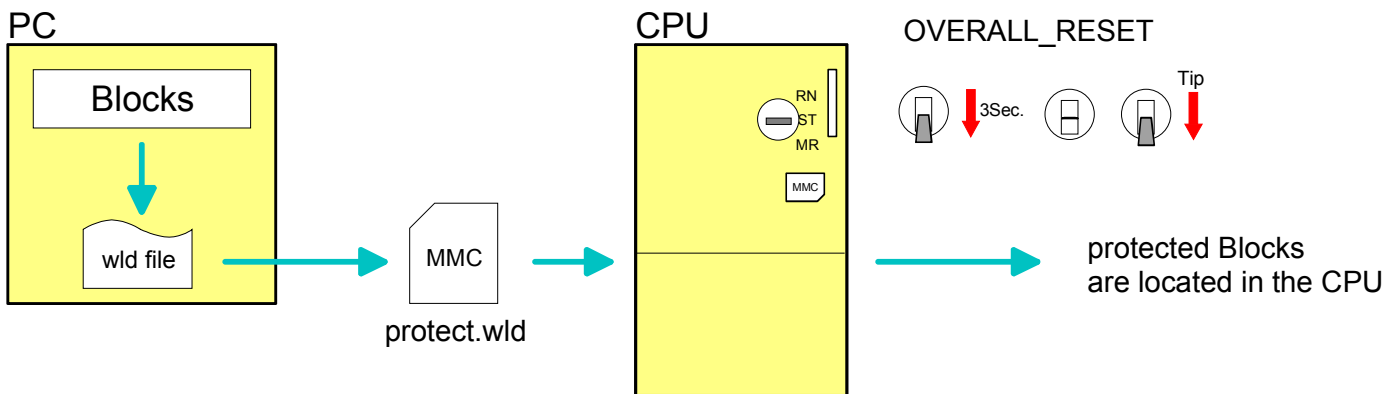 PC
Blocks
wld file
MMC
protect.wld
CPU
RN
ST
MR
MMC
OVERALL_RESET
3Sec.
Tip
protected Blocks
are located in the CPU